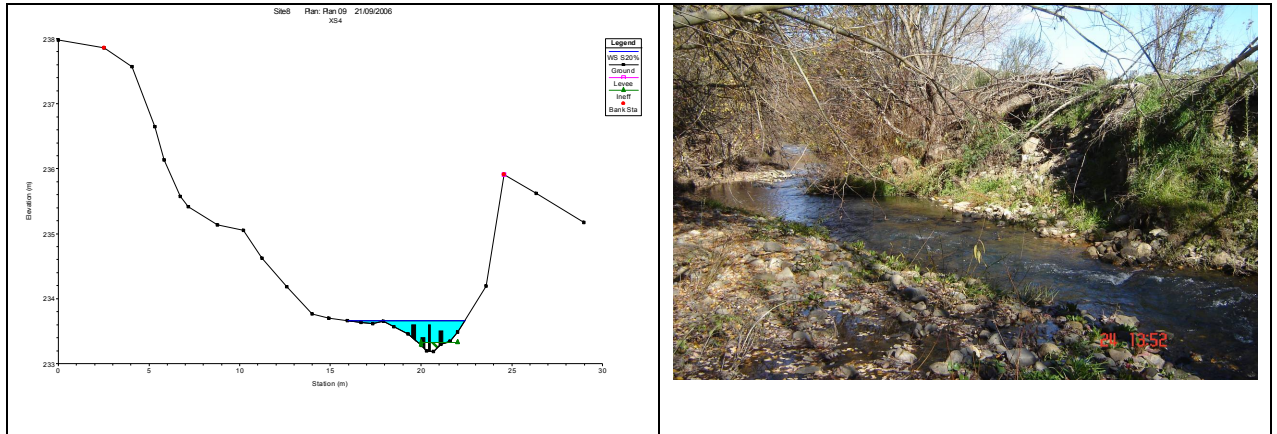 Site8 Plan: Plan 09 21/09/2006
XS4
Legend
WS S20%
Ground
Levee
Ineff
Bank Sta
238
237
236
235
234
233
Elevation (m)
0 5 10 15 20 25 30
Station (m)
24 13:52